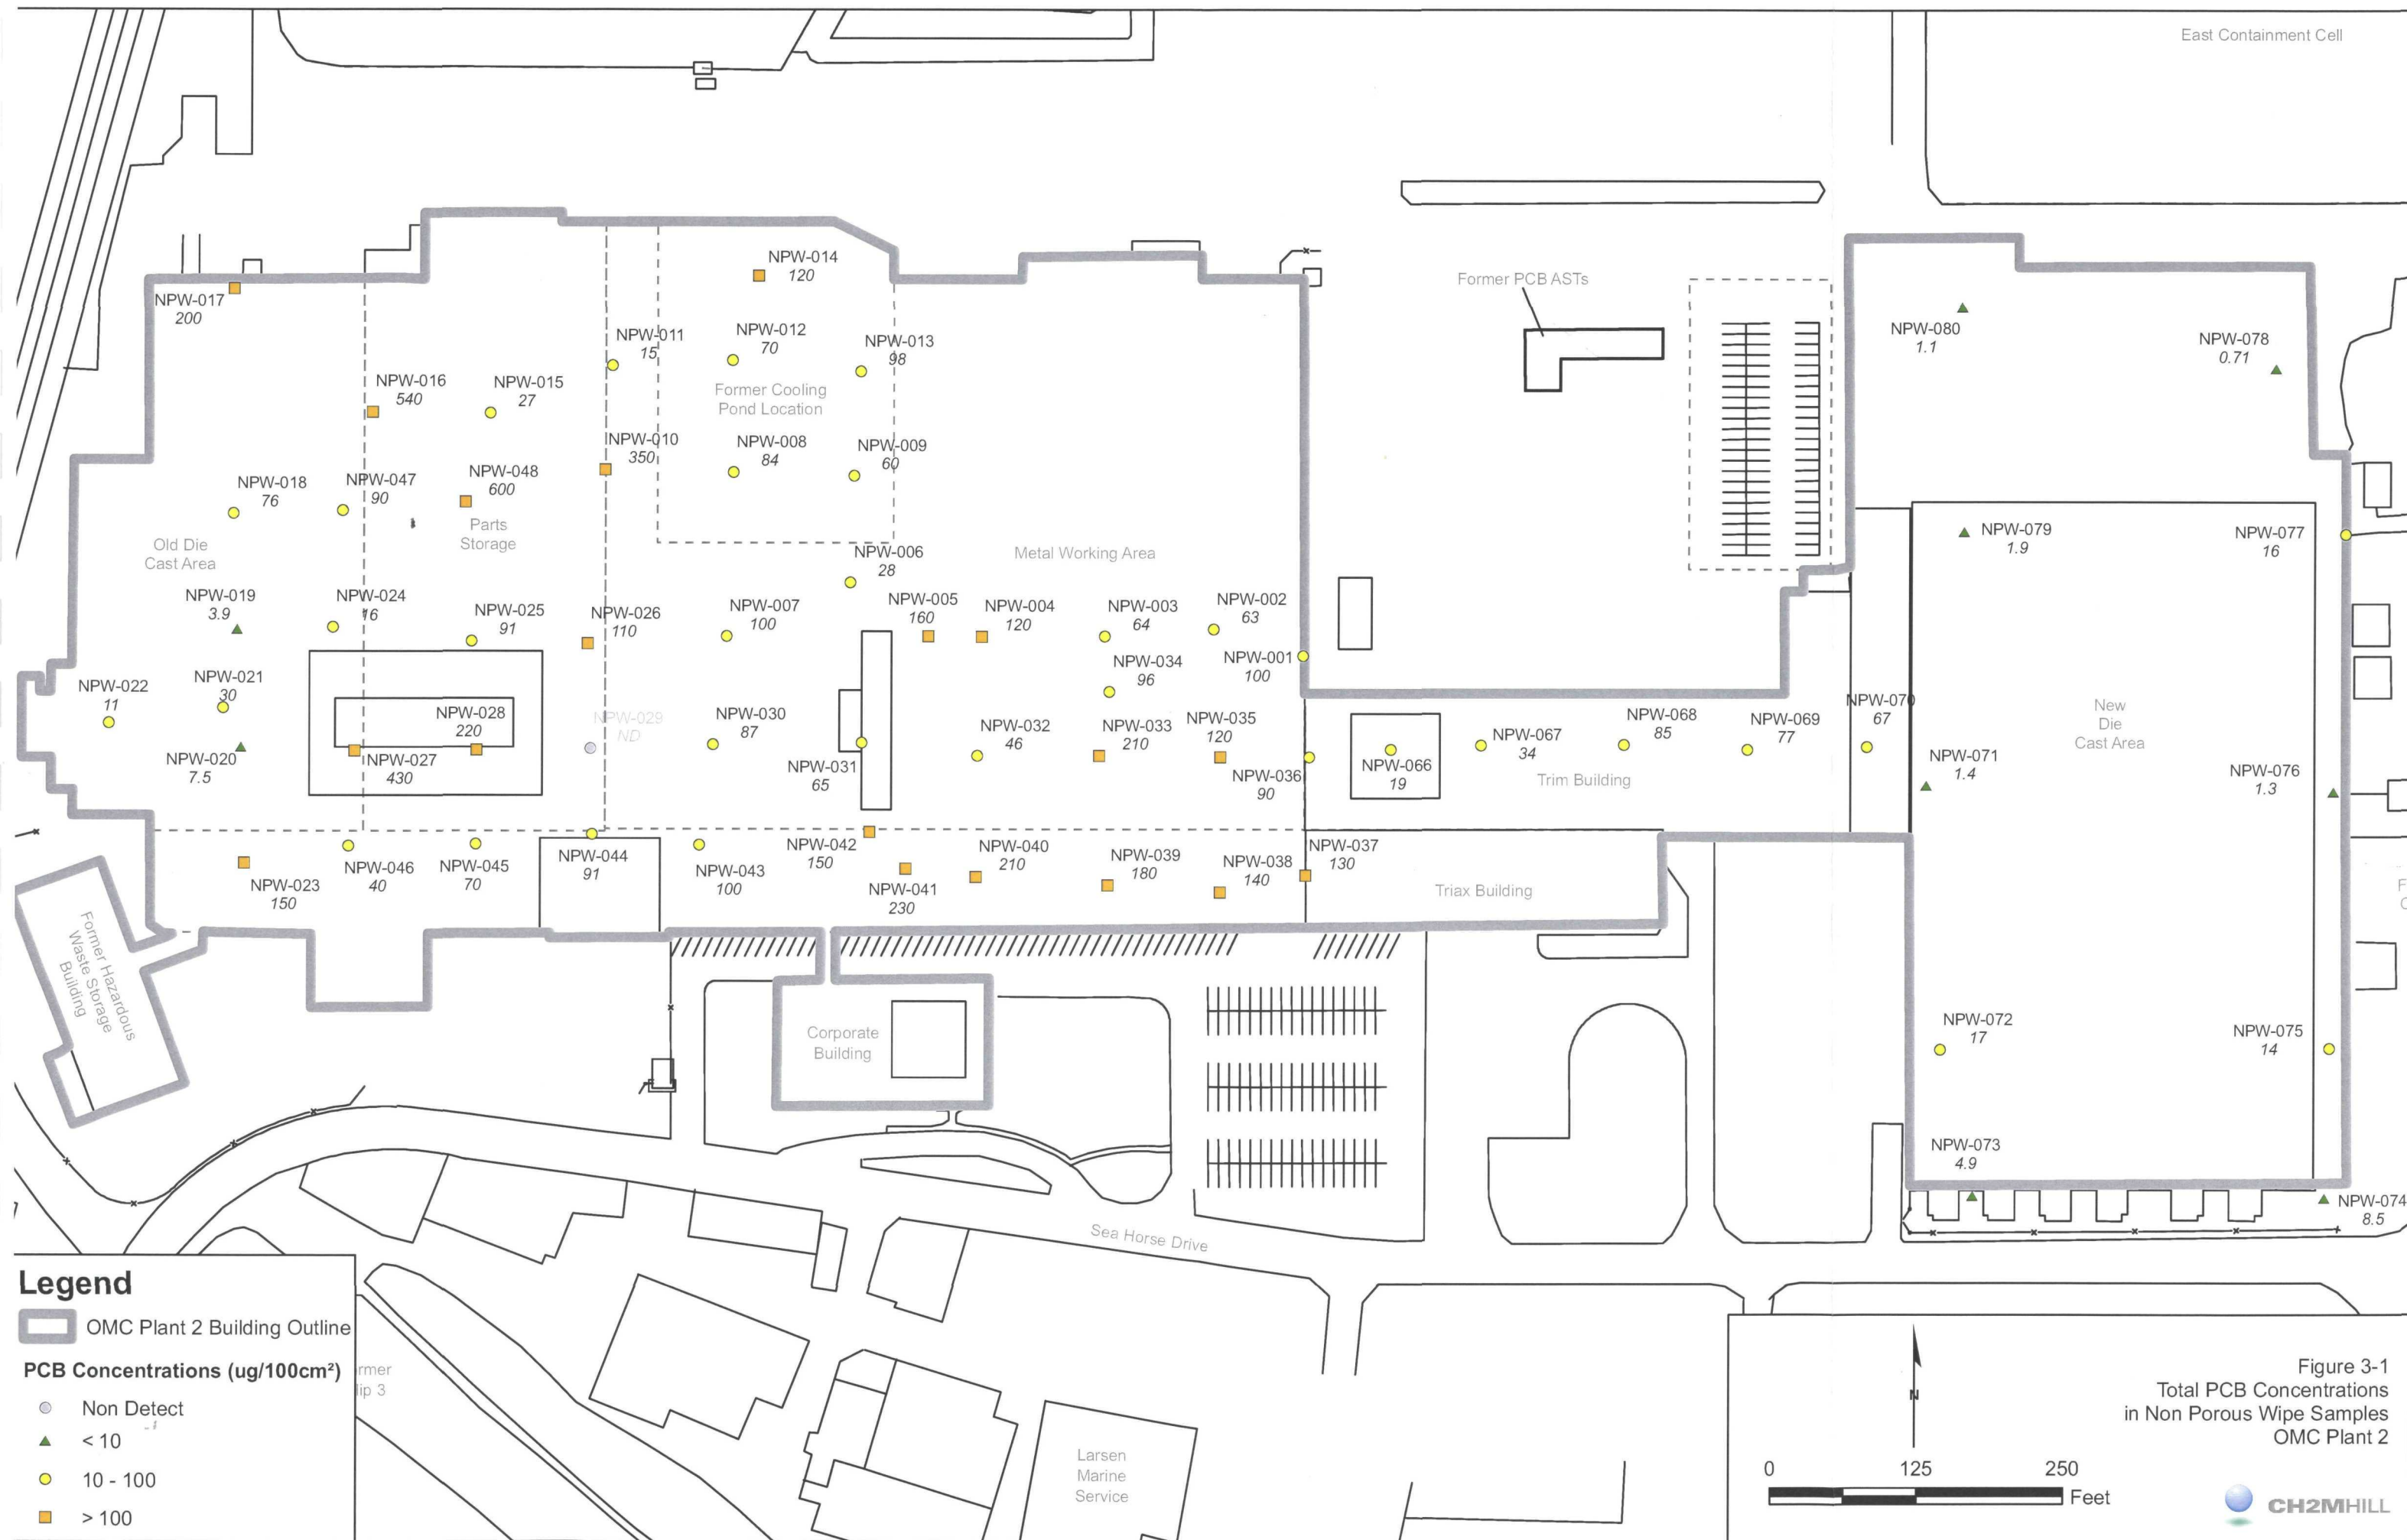 East Containment Cell
NPW-014
120
NPW-017
200
Former PCB ASTs
NPW-080
1.1
NPW-078
0.71
NPW-011
15
NPW-012
70
NPW-013
98
NPW-016
540
NPW-015
27
Former Cooling
Pond Location
NPW-010
350
NPW-008
84
NPW-009
60
NPW-018
76
NPW-047
90
NPW-048
600
Parts
Storage
Old Die
Cast Area
Metal Working Area
NPW-079
1.9
NPW-077
16
NPW-006
28
NPW-019
3.9
NPW-024
16
NPW-025
91
NPW-026
110
NPW-007
100
NPW-005
160
NPW-004
120
NPW-003
64
NPW-002
63
NPW-034
96
NPW-001
100
NPW-022
11
NPW-021
30
NPW-028
220
NPW-029
ND
NPW-030
87
NPW-032
46
NPW-033
210
NPW-035
120
NPW-067
34
NPW-068
85
NPW-069
77
NPW-070
67
New
Die
Cast Area
NPW-020
7.5
NPW-027
430
NPW-031
65
NPW-036
90
NPW-066
19
Trim Building
NPW-071
1.4
NPW-076
1.3
NPW-023
150
NPW-046
40
NPW-045
70
NPW-044
91
NPW-043
100
NPW-042
150
NPW-041
230
NPW-040
210
NPW-039
180
NPW-038
140
NPW-037
130
Triax Building
Former Hazardous
Waste Storage
Building
Corporate
Building
NPW-072
17
NPW-075
14
NPW-073
4.9
NPW-074
8.5
Sea Horse Drive
Larsen
Marine
Service
Legend
OMC Plant 2 Building Outline
PCB Concentrations (ug/100cm²)
Non Detect
< 10
10 - 100
> 100
N
Figure 3-1
Total PCB Concentrations
in Non Porous Wipe Samples
OMC Plant 2
0 125 250
Feet
CH2MHILL